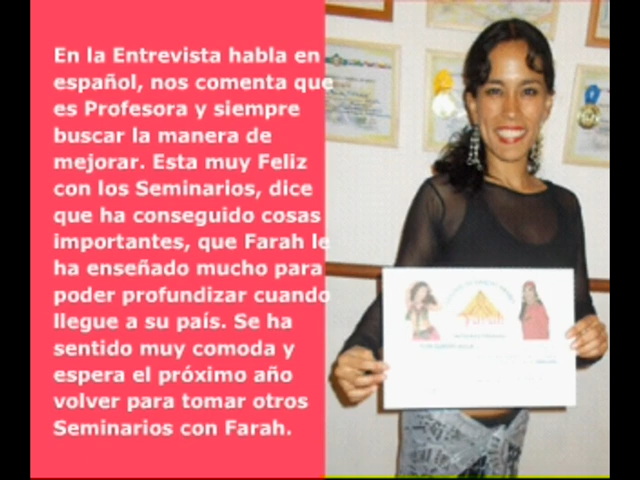 En la Entrevista habla en
español, nos comenta que
es Profesora y siempre
buscar la manera de
mejorar. Esta muy Feliz
con los Seminarios, dice
que ha conseguido cosas
importantes, que Farah le
ha enseñado mucho para
poder profundizar cuando
llegue a su país. Se ha
sentido muy comoda y
espera el próximo año
volver para tomar otros
Seminarios con Farah.
Farah